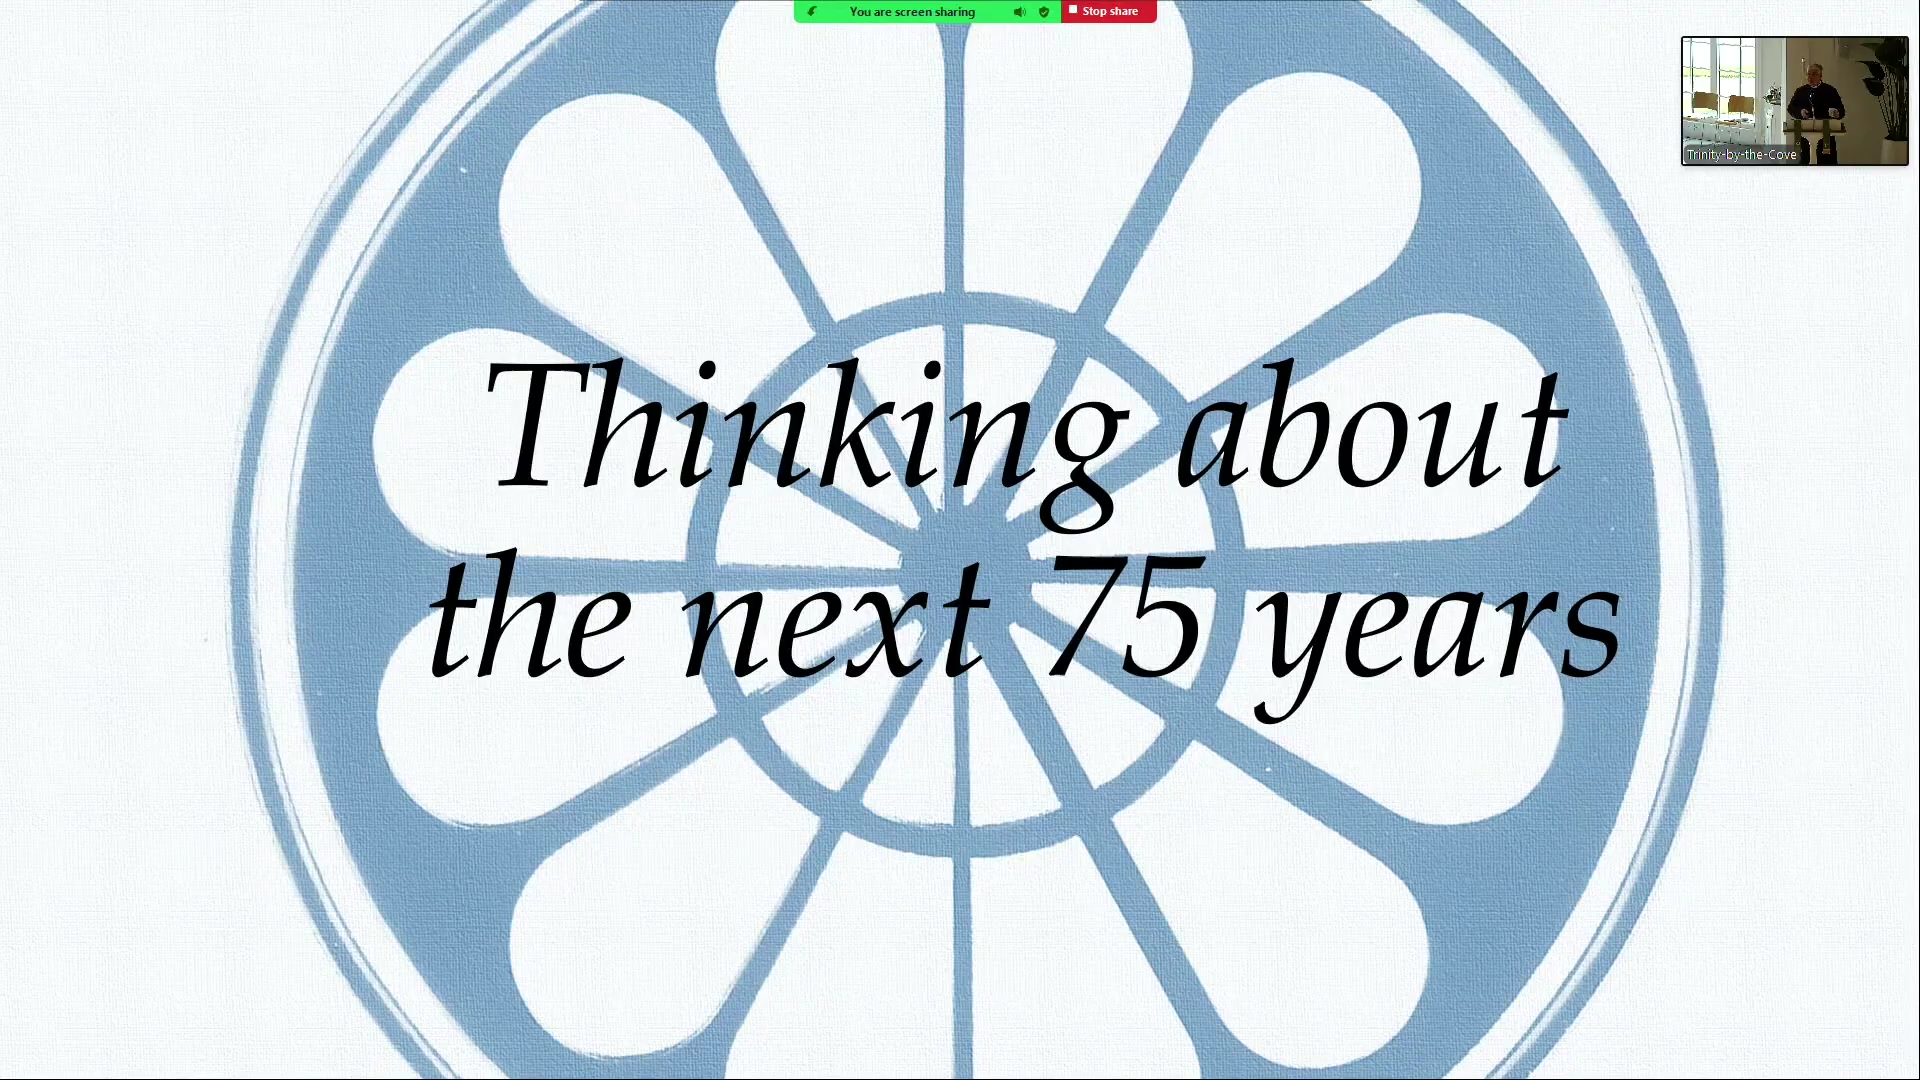 You are screen sharing
Stop share
Trinity-by-the-Cove
Thinking about
the next 75 years